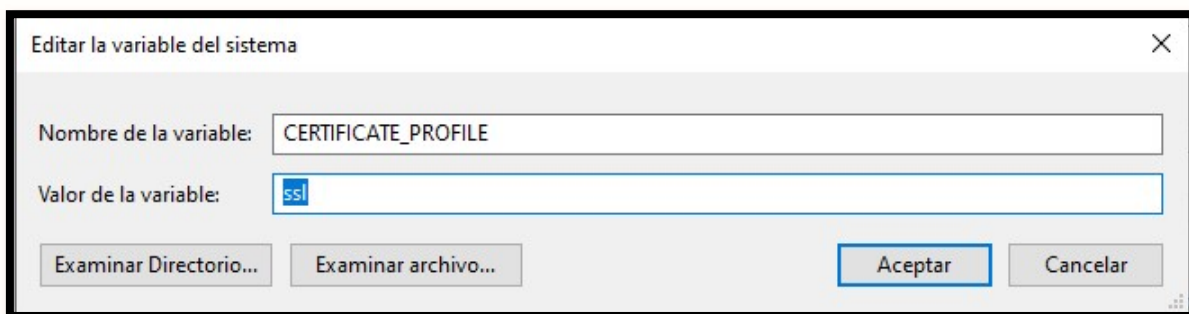 Editar la variable del sistema
Nombre de la variable: CERTIFICATE_PROFILE
Valor de la variable: ssl
Examinar Directorio... Examinar archivo... Aceptar Cancelar